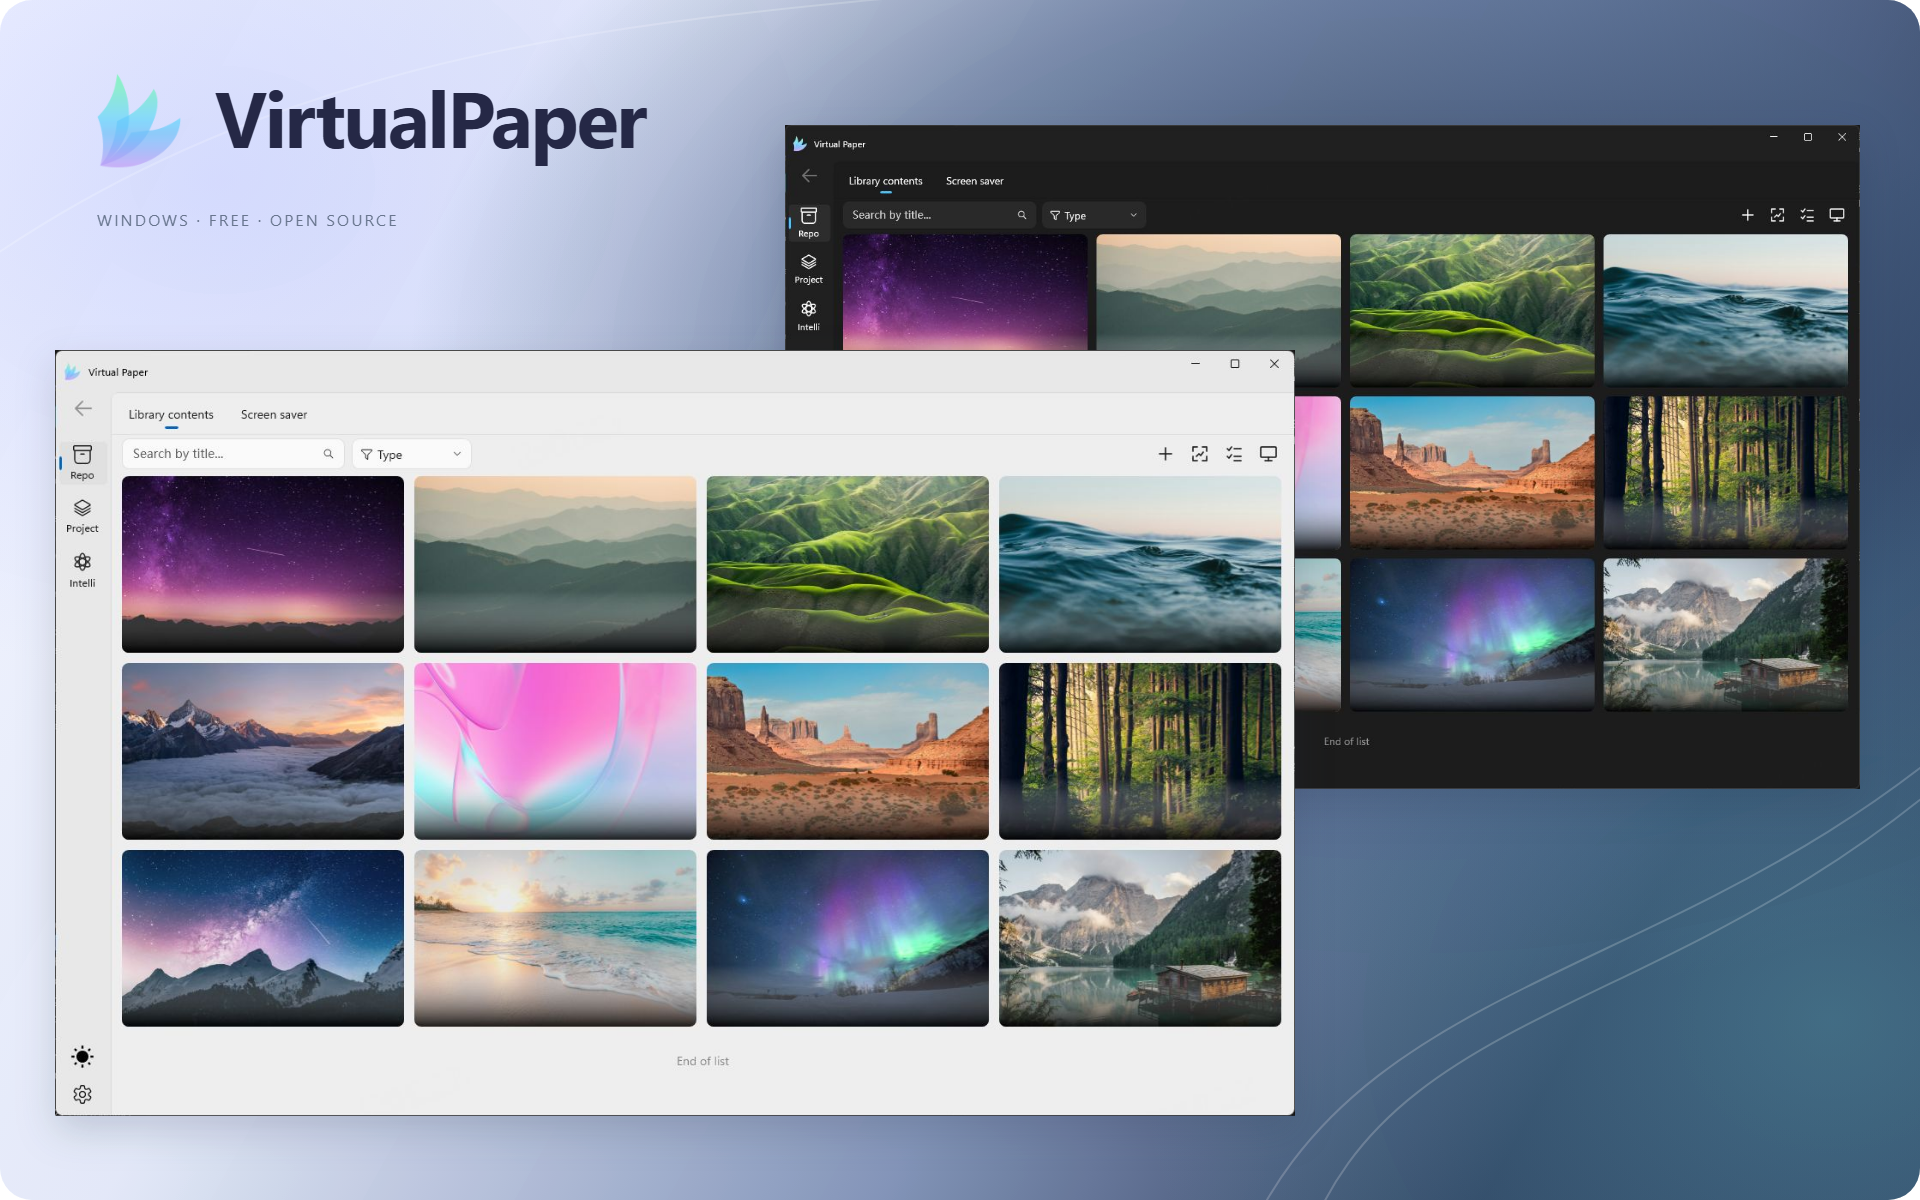 VirtualPaper
WINDOWS · FREE · OPEN SOURCE
Virtual Paper
Library contents
Screen saver
Search by title...
Type
Repo
Project
Intelli
End of list
Virtual Paper
Library contents
Screen saver
Search by title...
Type
Repo
Project
Intelli
End of list